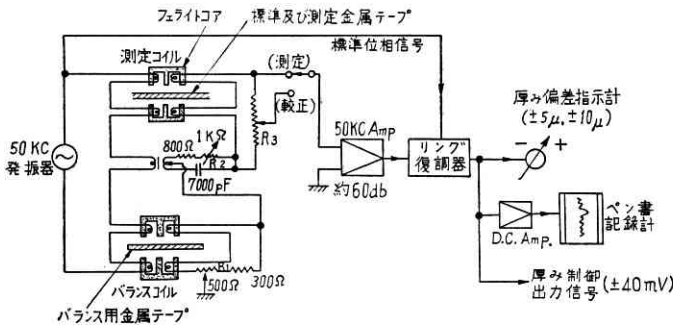 フェライトコア
標準及び測定金属テープ
測定コイル
標準位相信号
(測定)
(較正)
厚み偏差指示計
(±5μ, ±10μ)
50 KC
発振器
800Ω
1KΩ
R2
R3
7000pF
50KC Amp
約60db
リング
復調器
− +
D.C. Amp.
ペン書
記録計
R1
500Ω
300Ω
バランスコイル
バランス用金属テープ
厚み制御
出力信号 (±40mV)